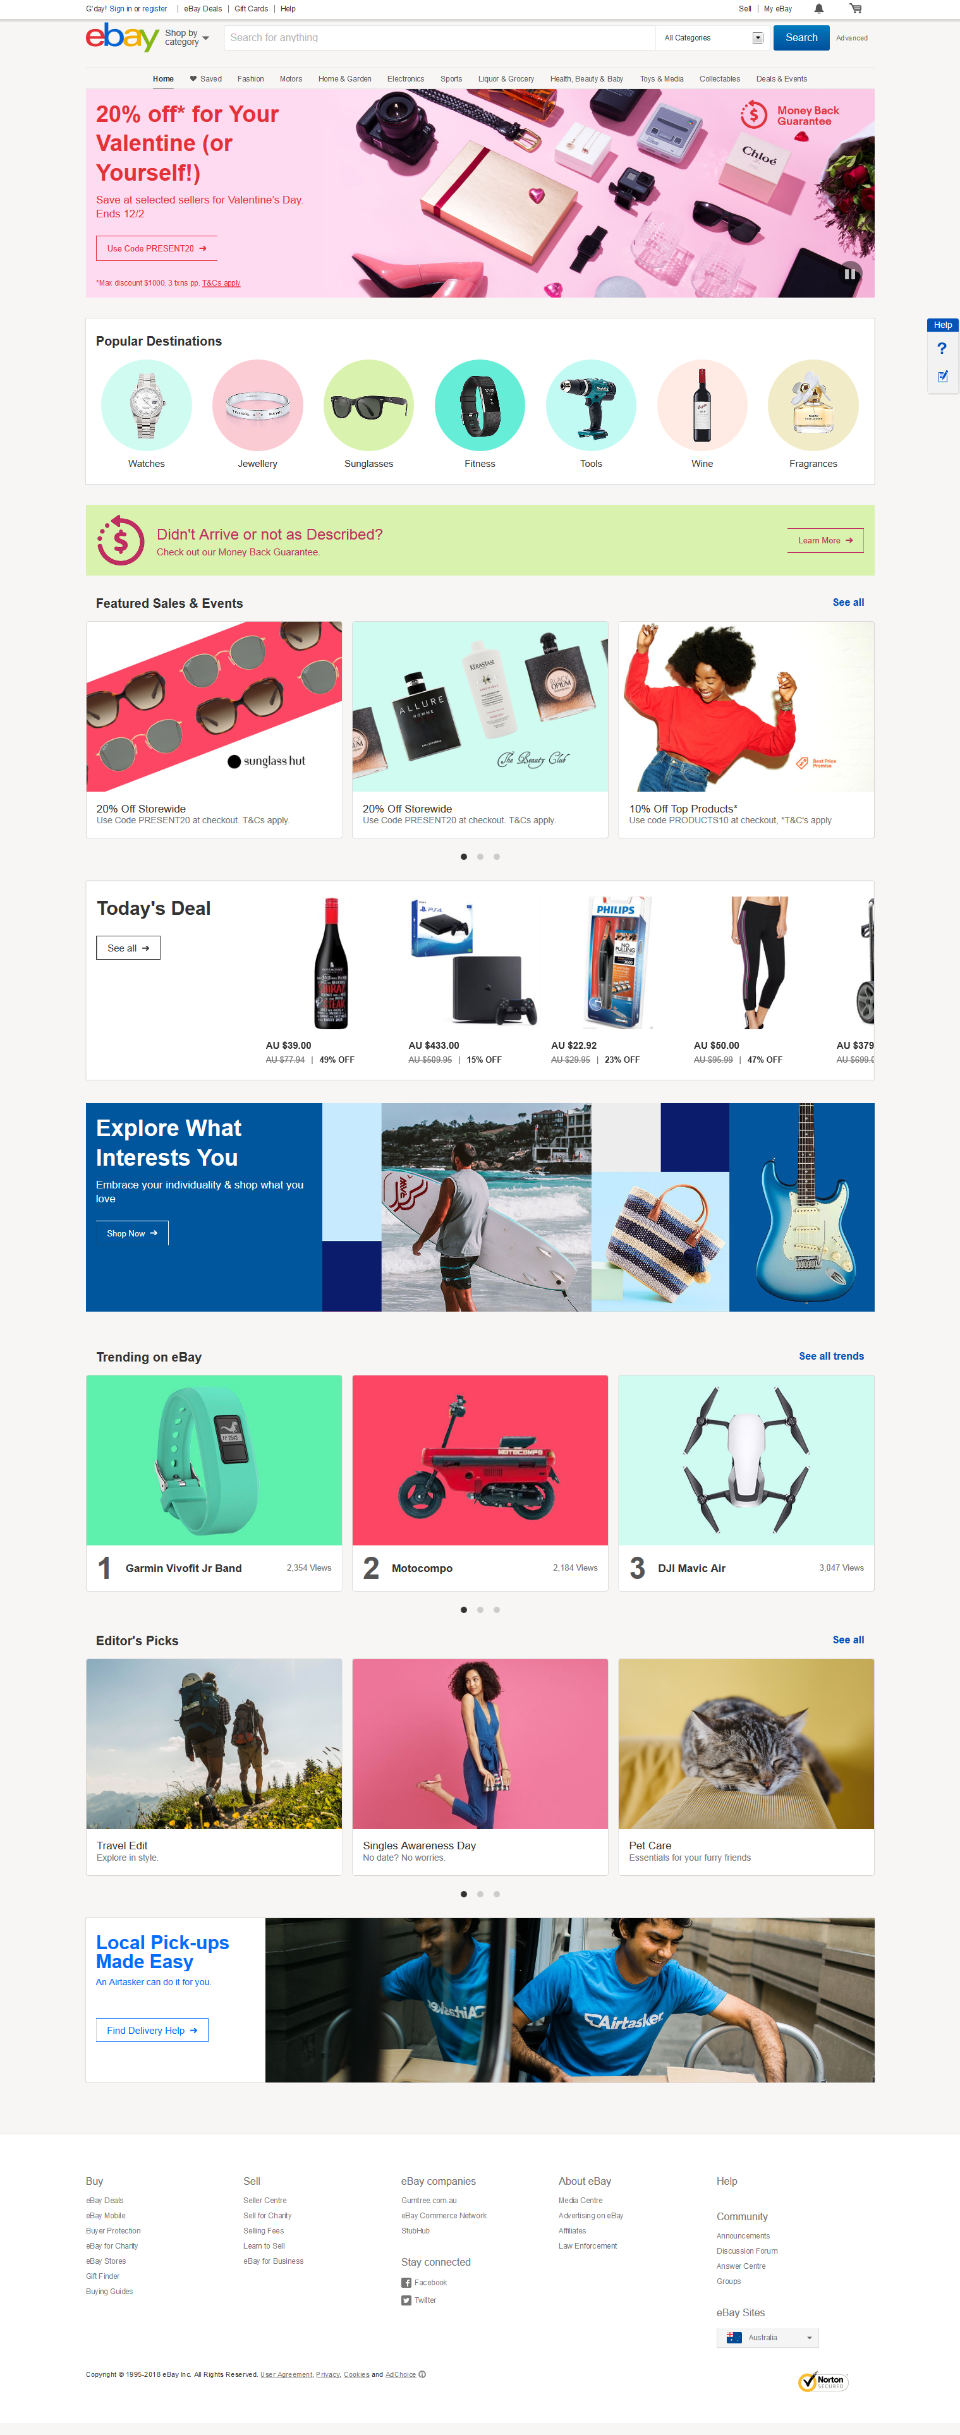 G'day! Sign in or register | eBay Deals | Gift Cards | Help
Sell | My eBay
ebay
Shop by category
Search for anything
All Categories
Search
Advanced
Home Saved Fashion Motors Home & Garden Electronics Sports Liquor & Grocery Health, Beauty & Baby Toys & Media Collectables Deals & Events
20% off* for Your
Valentine (or
Yourself!)
Save at selected sellers for Valentine's Day.
Ends 12/2
Use Code PRESENT20
*Max discount $1000. 3 txns pp. T&Cs apply
Chloé
Money Back
Guarantee
Help
?
Popular Destinations
Watches Jewellery Sunglasses Fitness Tools Wine Fragrances
Didn't Arrive or not as Described?
Check out our Money Back Guarantee.
Learn More
Featured Sales & Events
See all
sunglass hut
20% Off Storewide
Use Code PRESENT20 at checkout. T&Cs apply.
ALLURE
HOMME
KERASTASE
BLACK
OPIUM
The Beauty Club
20% Off Storewide
Use Code PRESENT20 at checkout. T&Cs apply.
Best Price
Promise
10% Off Top Products*
Use code PRODUCTS10 at checkout, *T&C's apply
Today's Deal
See all
PS4
PHILIPS
NO
PULLING
AU $39.00
AU $77.94 | 49% OFF
AU $433.00
AU $509.95 | 15% OFF
AU $22.92
AU $29.95 | 23% OFF
AU $50.00
AU $95.99 | 47% OFF
AU $379
AU $699.0
Explore What
Interests You
Embrace your individuality & shop what you
love
Shop Now
Trending on eBay
See all trends
1 Garmin Vivofit Jr Band 2,354 Views
MOTOCOMPO
2 Motocompo 2,184 Views
3 DJI Mavic Air 3,047 Views
Editor's Picks
See all
Travel Edit
Explore in style.
Singles Awareness Day
No date? No worries.
Pet Care
Essentials for your furry friends
Local Pick-ups
Made Easy
An Airtasker can do it for you.
Find Delivery Help
Airtasker
Airtasker
Buy
eBay Deals
eBay Mobile
Buyer Protection
eBay for Charity
eBay Stores
Gift Finder
Buying Guides
Sell
Seller Centre
Sell for Charity
Selling Fees
Learn to Sell
eBay for Business
eBay companies
Gumtree.com.au
eBay Commerce Network
StubHub
Stay connected
Facebook
Twitter
About eBay
Media Centre
Advertising on eBay
Affiliates
Law Enforcement
Help
Community
Announcements
Discussion Forum
Answer Centre
Groups
eBay Sites
Australia
Copyright © 1995-2018 eBay Inc. All Rights Reserved. User Agreement, Privacy, Cookies and AdChoice
Norton
SECURED